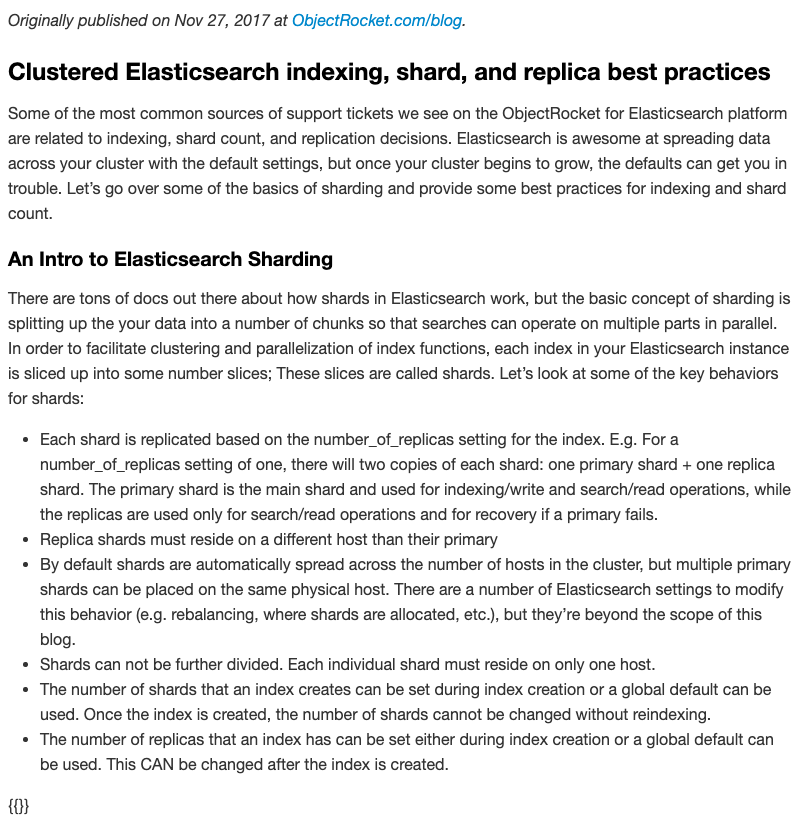 Originally published on Nov 27, 2017 at ObjectRocket.com/blog.
Clustered Elasticsearch indexing, shard, and replica best practices
Some of the most common sources of support tickets we see on the ObjectRocket for Elasticsearch platform
are related to indexing, shard count, and replication decisions. Elasticsearch is awesome at spreading data
across your cluster with the default settings, but once your cluster begins to grow, the defaults can get you in
trouble. Let’s go over some of the basics of sharding and provide some best practices for indexing and shard
count.
An Intro to Elasticsearch Sharding
There are tons of docs out there about how shards in Elasticsearch work, but the basic concept of sharding is
splitting up the your data into a number of chunks so that searches can operate on multiple parts in parallel.
In order to facilitate clustering and parallelization of index functions, each index in your Elasticsearch instance
is sliced up into some number slices; These slices are called shards. Let’s look at some of the key behaviors
for shards:
• Each shard is replicated based on the number_of_replicas setting for the index. E.g. For a
number_of_replicas setting of one, there will two copies of each shard: one primary shard + one replica
shard. The primary shard is the main shard and used for indexing/write and search/read operations, while
the replicas are used only for search/read operations and for recovery if a primary fails.
• Replica shards must reside on a different host than their primary
• By default shards are automatically spread across the number of hosts in the cluster, but multiple primary
shards can be placed on the same physical host. There are a number of Elasticsearch settings to modify
this behavior (e.g. rebalancing, where shards are allocated, etc.), but they’re beyond the scope of this
blog.
• Shards can not be further divided. Each individual shard must reside on only one host.
• The number of shards that an index creates can be set during index creation or a global default can be
used. Once the index is created, the number of shards cannot be changed without reindexing.
• The number of replicas that an index has can be set either during index creation or a global default can
be used. This CAN be changed after the index is created.
{{}}